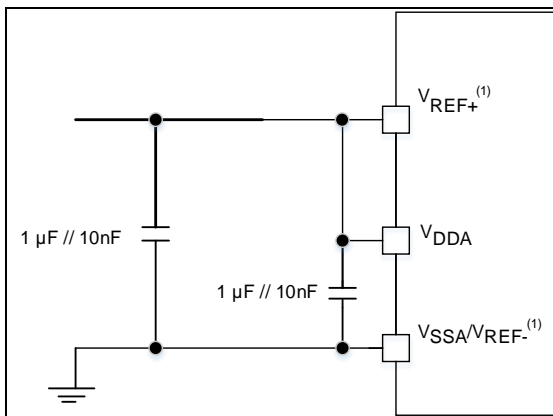 VREF+(1)
1 µF // 10nF
VDDA
1 µF // 10nF
VSSA/VREF-(1)